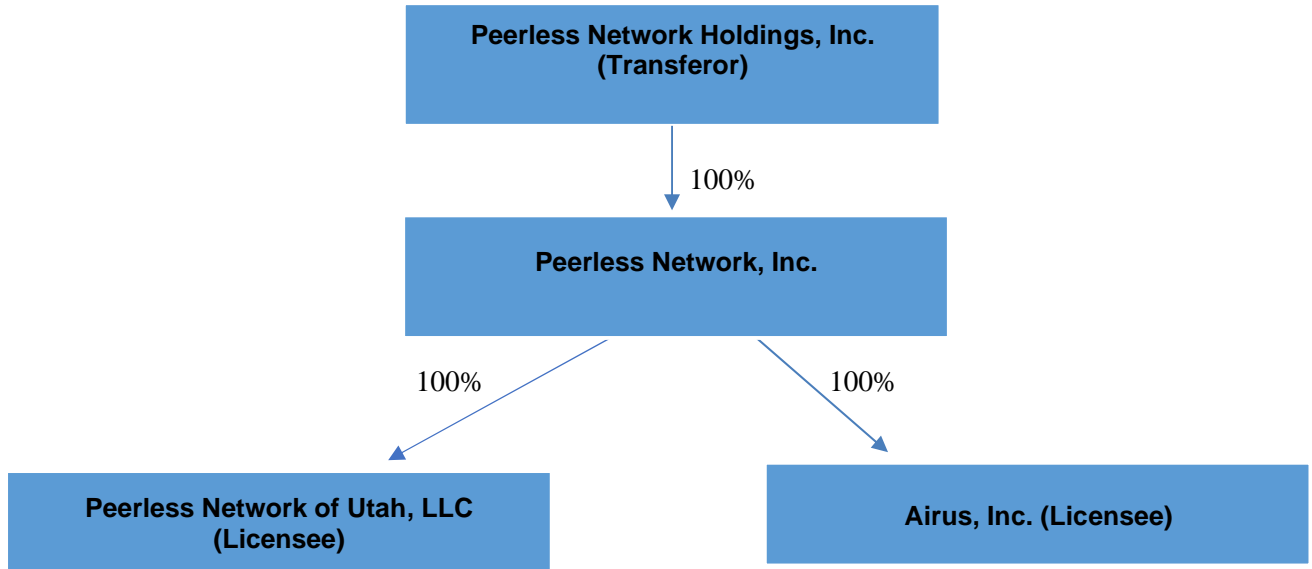 Peerless Network Holdings, Inc.
(Transferor)
100%
Peerless Network, Inc.
100%
100%
Peerless Network of Utah, LLC
(Licensee)
Airus, Inc. (Licensee)